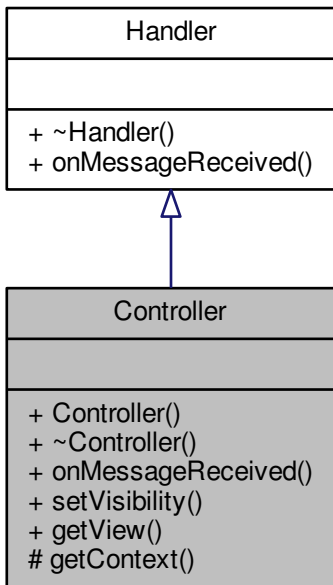 Handler
+ ~Handler()
+ onMessageReceived()
Controller
+ Controller()
+ ~Controller()
+ onMessageReceived()
+ setVisibility()
+ getView()
# getContext()